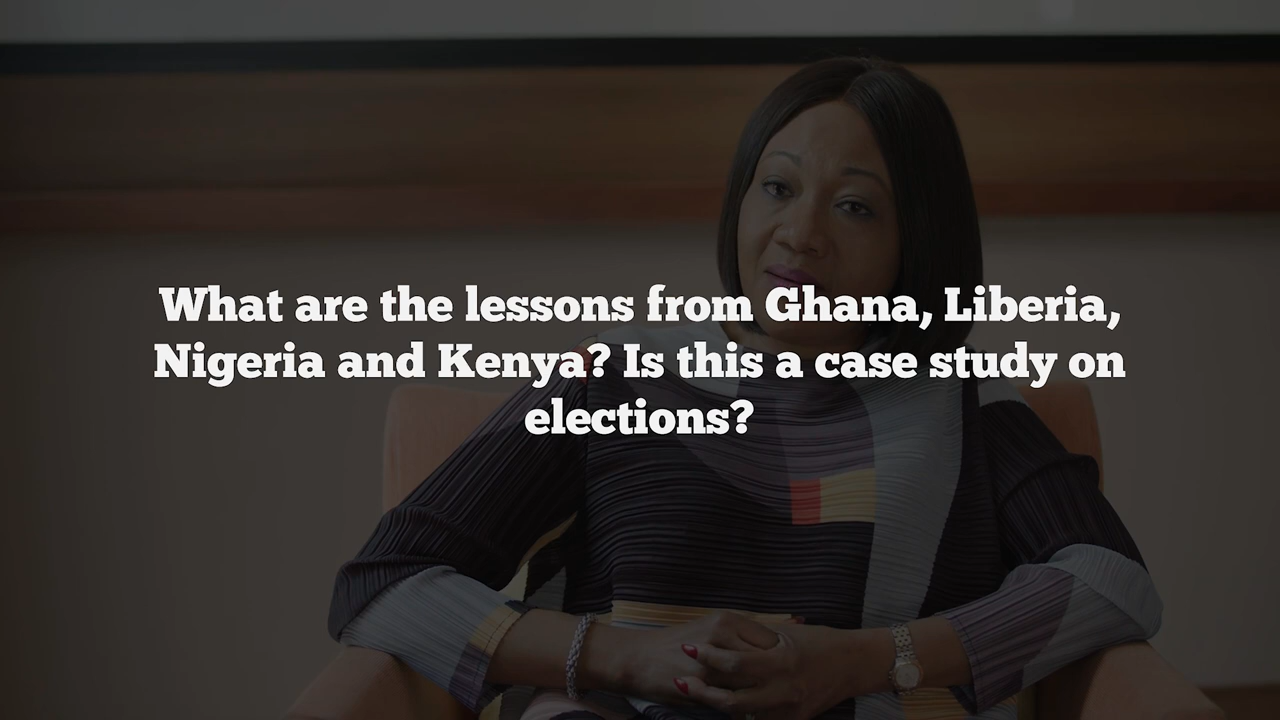 What are the lessons from Ghana, Liberia,
Nigeria and Kenya? Is this a case study on
elections?